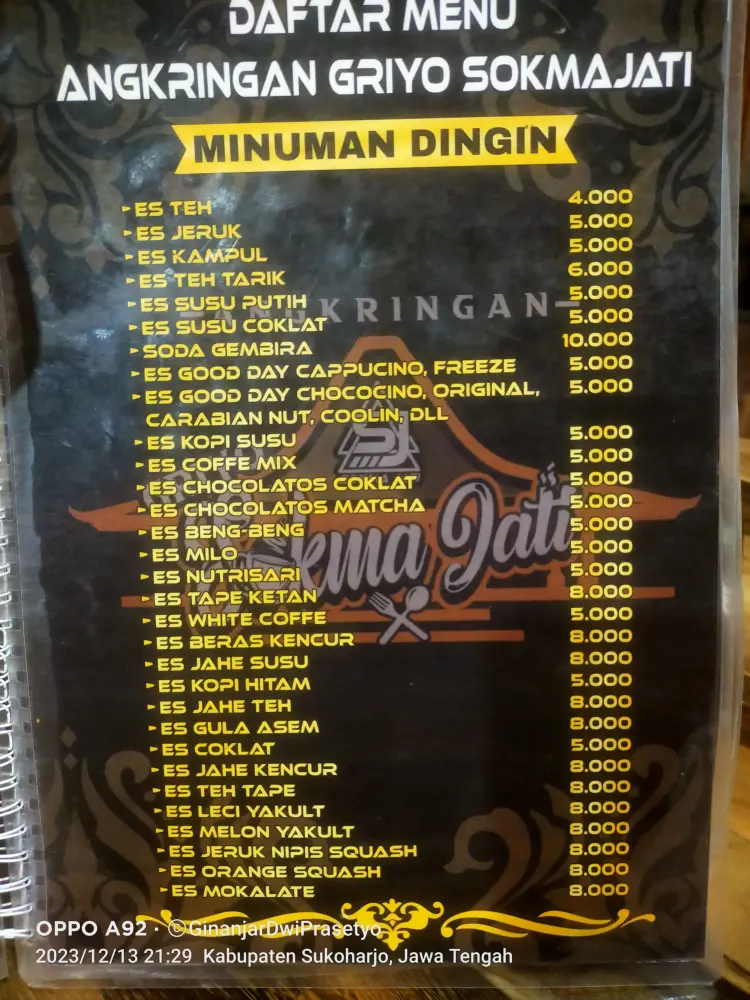 DAFTAR MENU
ANGKRINGAN GRIYO SOKMAJATI
MINUMAN DINGIN
ES TEH 4.000
ES JERUK 5.000
ES KAMPUL 5.000
ES TEH TARIK 6.000
ES SUSU PUTIH 5.000
ANGKRINGAN
ES SUSU COKLAT 5.000
SODA GEMBIRA 10.000
ES GOOD DAY CAPPUCINO, FREEZE 5.000
ES GOOD DAY CHOCOCINO, ORIGINAL, 5.000
CARABIAN NUT, COOLIN, DLL
SJ
ES KOPI SUSU 5.000
ES COFFE MIX 5.000
ES CHOCOLATOS COKLAT 5.000
ES CHOCOLATOS MATCHA 5.000
ES BENG-BENG 5.000
kma Jati
ES MILO 5.000
ES NUTRISARI 5.000
ES TAPE KETAN 8.000
ES WHITE COFFE 5.000
ES BERAS KENCUR 8.000
ES JAHE SUSU 8.000
ES KOPI HITAM 5.000
ES JAHE TEH 8.000
ES GULA ASEM 8.000
ES COKLAT 5.000
ES JAHE KENCUR 8.000
ES TEH TAPE 8.000
ES LECI YAKULT 8.000
ES MELON YAKULT 8.000
ES JERUK NIPIS SQUASH 8.000
ES ORANGE SQUASH 8.000
ES MOKALATE 8.000
OPPO A92 · ©GinanjarDwiPrasetyo
2023/12/13 21:29 Kabupaten Sukoharjo, Jawa Tengah